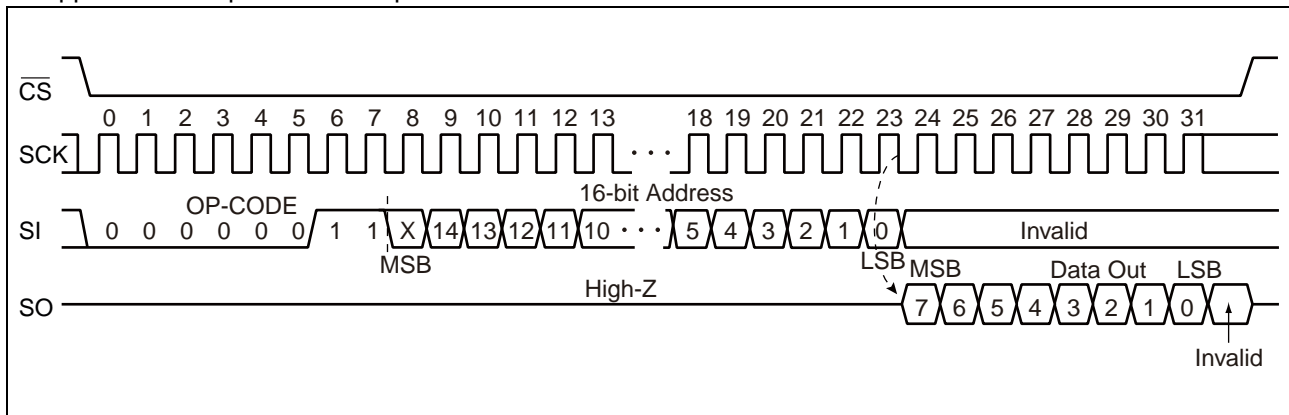 CS
0 1 2 3 4 5 6 7 8 9 10 11 12 13 18 19 20 21 22 23 24 25 26 27 28 29 30 31
SCK
OP-CODE 16-bit Address
SI 0 0 0 0 0 0 1 1 X 14 13 12 11 10 · · · 5 4 3 2 1 0 Invalid
MSB LSB MSB Data Out LSB
High-Z
SO 7 6 5 4 3 2 1 0
Invalid